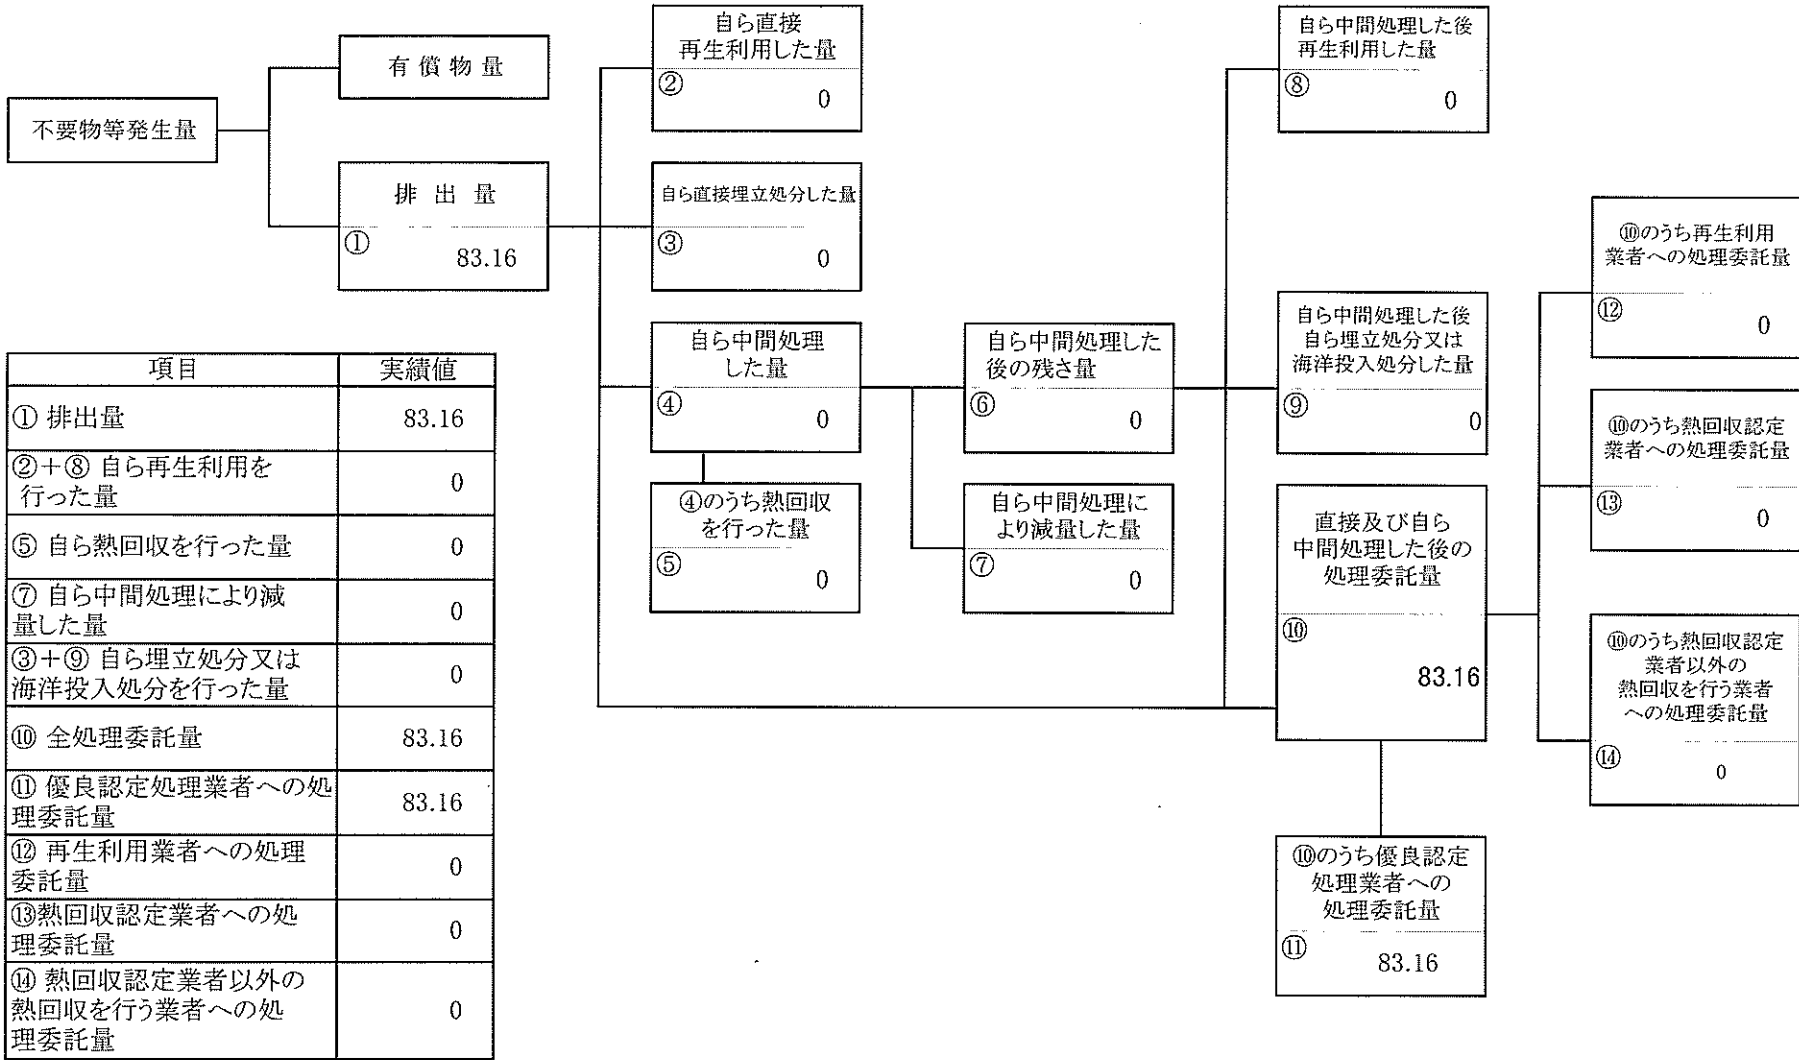 不要物等発生量
有償物量
排出量
①
83.16
自ら直接
再生利用した量
②
0
自ら直接埋立処分した量
③
0
自ら中間処理
した量
④
0
④のうち熱回収
を行った量
⑤
0
自ら中間処理した
後の残さ量
⑥
0
自ら中間処理に
より減量した量
⑦
0
自ら中間処理した後
再生利用した量
⑧
0
自ら中間処理した後
自ら埋立処分又は
海洋投入処分した量
⑨
0
直接及び自ら
中間処理した後の
処理委託量
⑩
83.16
⑩のうち優良認定
処理業者への
処理委託量
⑪
83.16
⑩のうち再生利用
業者への処理委託量
⑫
0
⑩のうち熱回収認定
業者への処理委託量
⑬
0
⑩のうち熱回収認定
業者以外の
熱回収を行う業者
への処理委託量
⑭
0
項目 実績値
① 排出量 83.16
②+⑧ 自ら再生利用を
行った量 0
⑤ 自ら熱回収を行った量 0
⑦ 自ら中間処理により減
量した量 0
③+⑨ 自ら埋立処分又は
海洋投入処分を行った量 0
⑩ 全処理委託量 83.16
⑪ 優良認定処理業者への処
理委託量 83.16
⑫ 再生利用業者への処理
委託量 0
⑬熱回収認定業者への処
理委託量 0
⑭ 熱回収認定業者以外の
熱回収を行う業者への処
理委託量 0